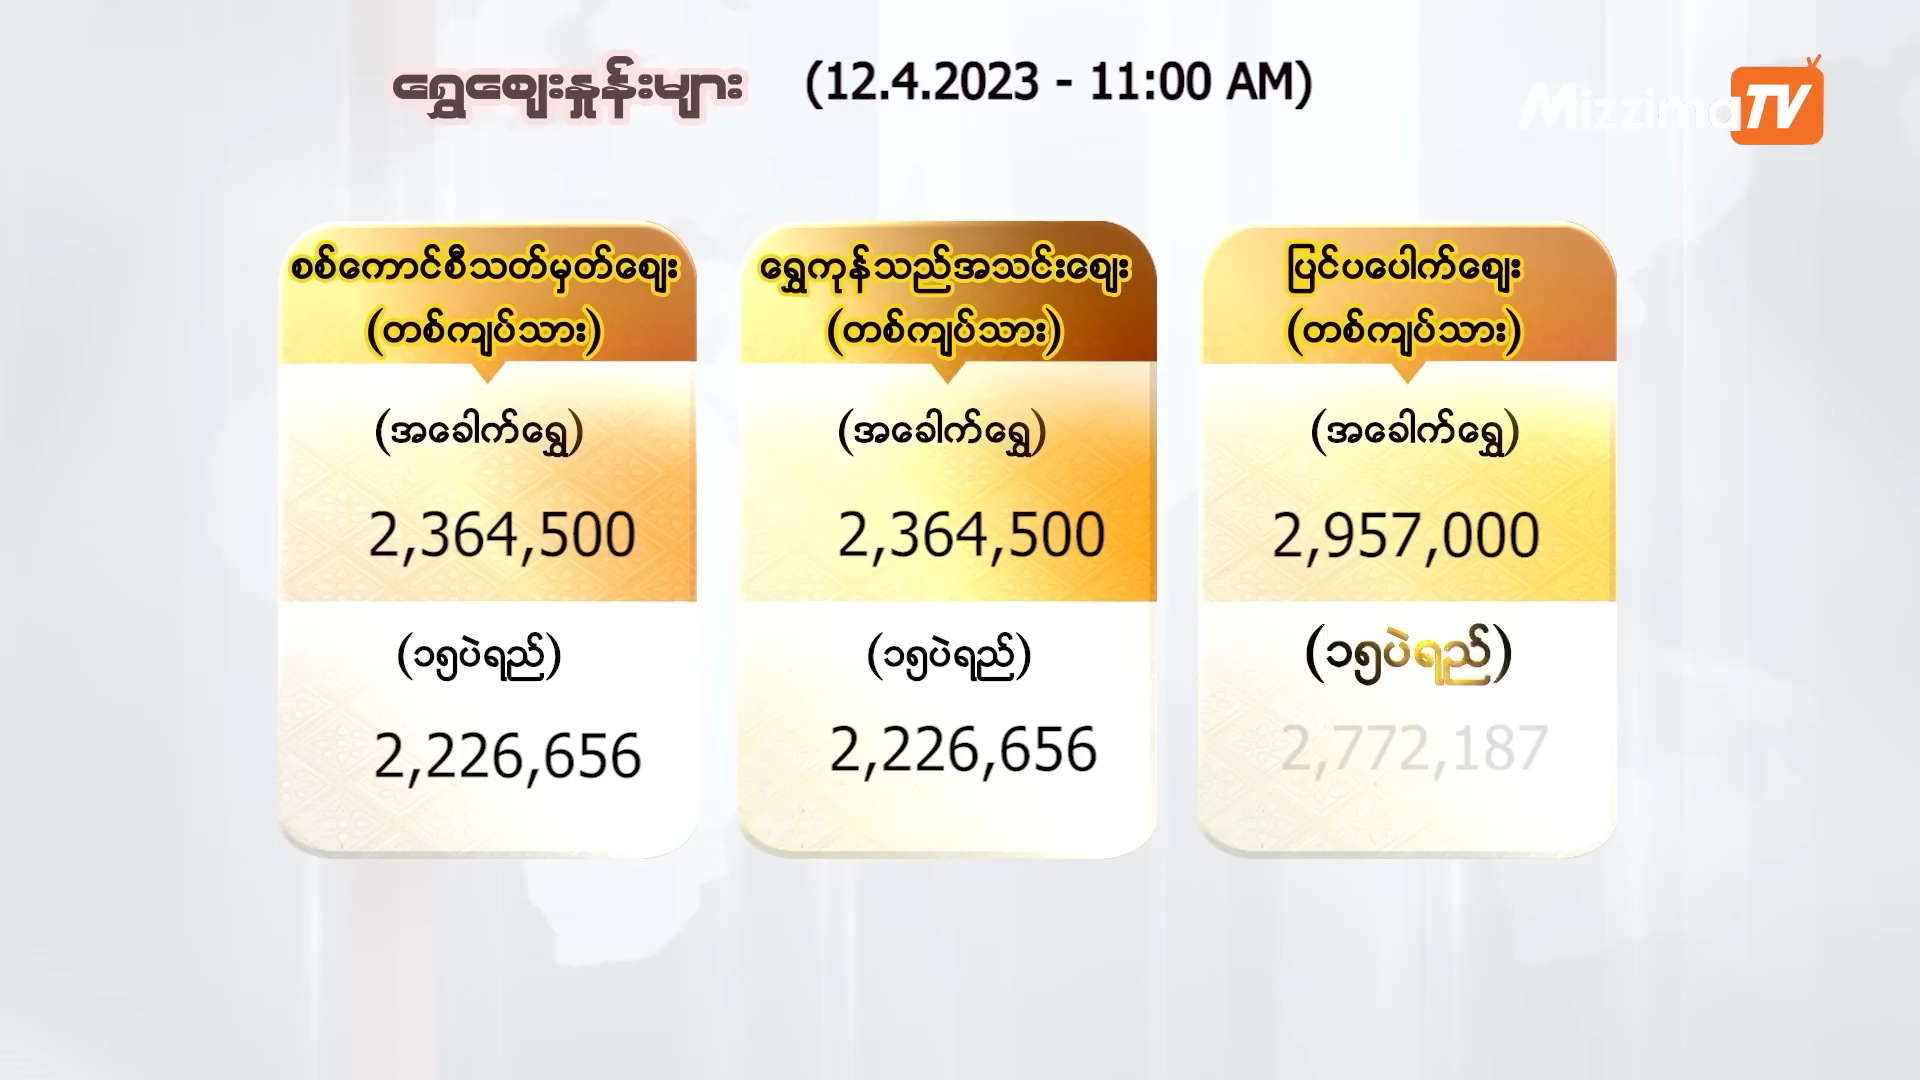 ရွှေဈေးနှုန်းများ (12.4.2023 - 11:00 AM)
Mizzima TV
စစ်ကောင်စီသတ်မှတ်ဈေး
(တစ်ကျပ်သား)
(အခေါက်ရွှေ)
2,364,500
(၁၅ပဲရည်)
2,226,656
ရွှေကုန်သည်အသင်းဈေး
(တစ်ကျပ်သား)
(အခေါက်ရွှေ)
2,364,500
(၁၅ပဲရည်)
2,226,656
ပြင်ပပေါက်ဈေး
(တစ်ကျပ်သား)
(အခေါက်ရွှေ)
2,957,000
(၁၅ပဲရည်)
2,772,187